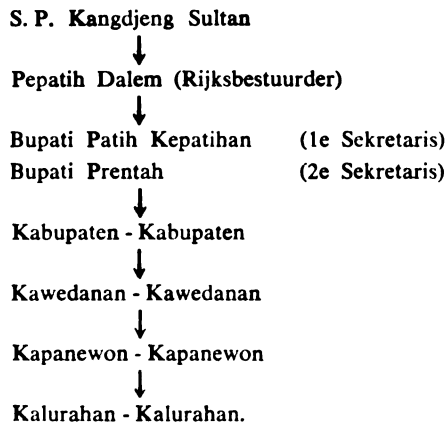 S. P. Kangdjeng Sultan
Pepatih Dalem (Rijksbestuurder)
Bupati Patih Kepatihan (1e Sekretaris)
Bupati Prentah (2e Sekretaris)
Kabupaten - Kabupaten
Kawedanan - Kawedanan
Kapanewon - Kapanewon
Kalurahan - Kalurahan.